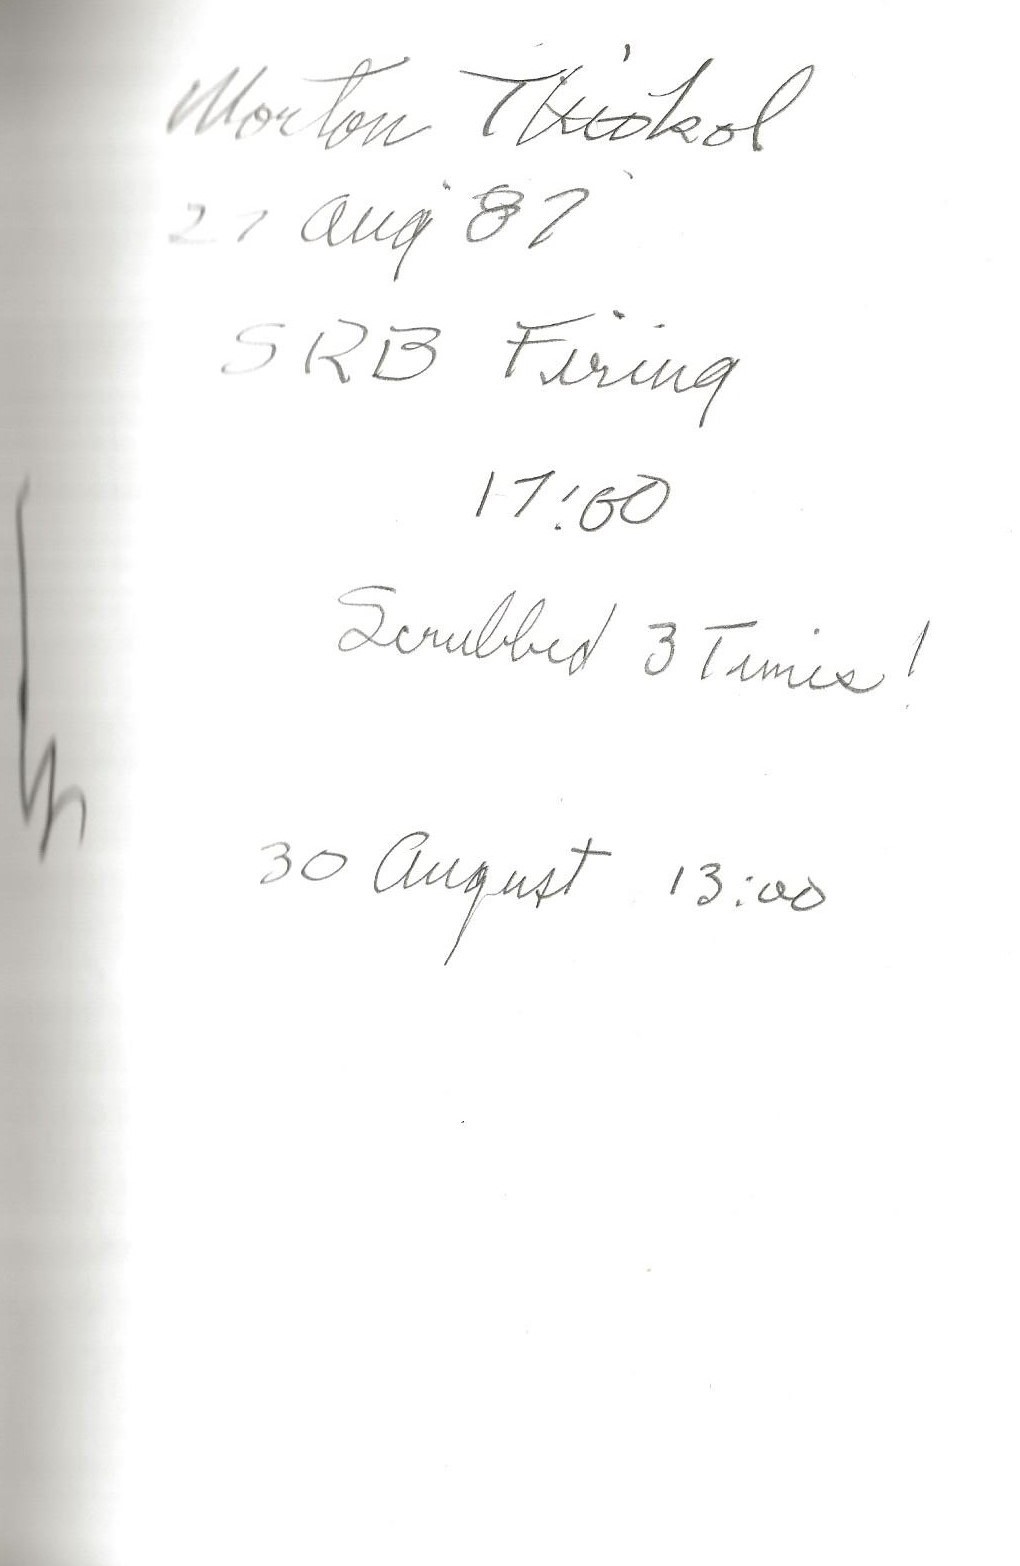 Morton Thiokol
27 Aug '87
SRB Firing
17:00
Scrubbed 3 Times!
30 August 13:00